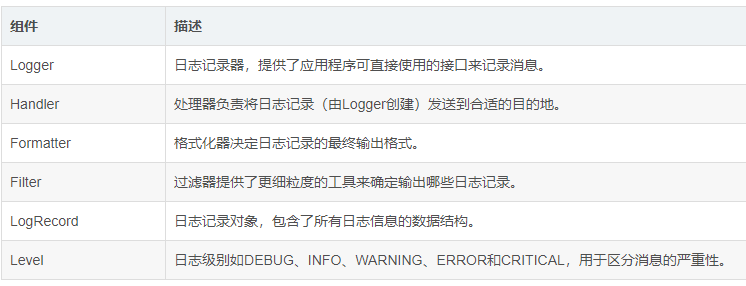 组件 描述
Logger 日志记录器，提供了应用程序可直接使用的接口来记录消息。
Handler 处理器负责将日志记录（由Logger创建）发送到合适的目的地。
Formatter 格式化器决定日志记录的最终输出格式。
Filter 过滤器提供了更细粒度的工具来确定输出哪些日志记录。
LogRecord 日志记录对象，包含了所有日志信息的数据结构。
Level 日志级别如DEBUG、INFO、WARNING、ERROR和CRITICAL，用于区分消息的严重性。